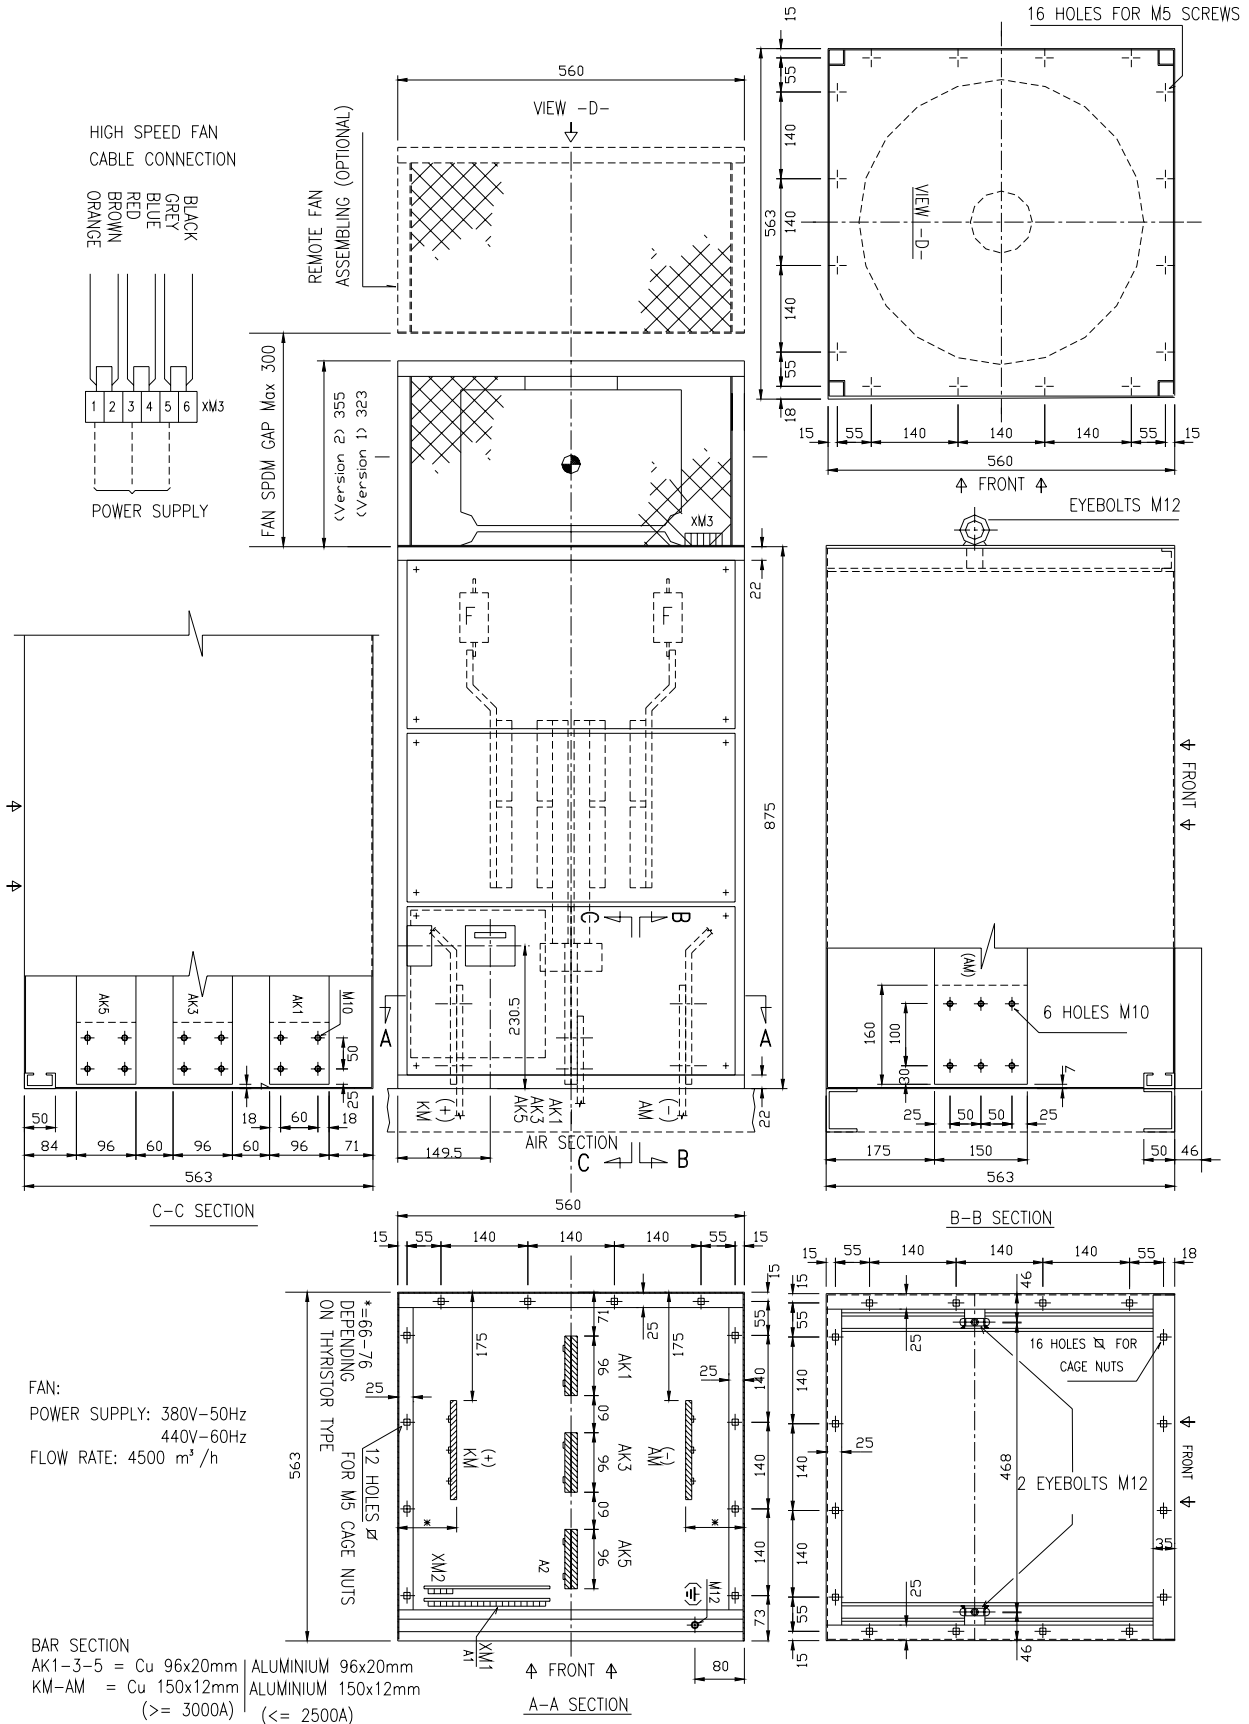 16 HOLES FOR M5 SCREWS
15
55
140
140
140
55
18
563
VIEW -D-
15
55
140
140
140
55
15
560
FRONT
560
VIEW -D-
REMOTE FAN
ASSEMBLING (OPTIONAL)
HIGH SPEED FAN
CABLE CONNECTION
ORANGE
BROWN
RED
BLUE
GREY
BLACK
1 2 3 4 5 6 XM3
POWER SUPPLY
FAN SPDM GAP Max 300
(Version 2) 355
(Version 1) 323
XM3
22
F
F
875
C
B
230.5
A
A
KM
(+)
AK5
AK3
AK1
AM
(-)
22
AIR SECTION
149.5
C
B
EYEBOLTS M12
FRONT
(AM)
6 HOLES M10
160
100
30
7
25
50
50
25
175
150
50
46
563
B-B SECTION
AK5
AK3
AK1
M10
50
25
7
50
18
60
18
84
96
60
96
60
96
71
563
C-C SECTION
560
15
55
140
140
140
55
15
15
55
140
140
140
73
563
*=66-76
DEPENDING
ON THYRISTOR TYPE
12 HOLES
FOR M5 CAGE NUTS
25
175
71
25
175
25
96
AK1
60
96
AK3
60
96
AK5
(+)
KM
(-)
AM
*
*
XM2
A2
M12
XM1
A1
FRONT
80
A-A SECTION
15
55
140
140
140
55
18
46
15
55
140
140
140
55
15
25
16 HOLES FOR
CAGE NUTS
25
468
2 EYEBOLTS M12
FRONT
35
25
46
FAN:
POWER SUPPLY: 380V-50Hz
440V-60Hz
FLOW RATE: 4500 m³/h
BAR SECTION
AK1-3-5 = Cu 96x20mm ALUMINIUM 96x20mm
KM-AM = Cu 150x12mm ALUMINIUM 150x12mm
(>= 3000A) (<= 2500A)